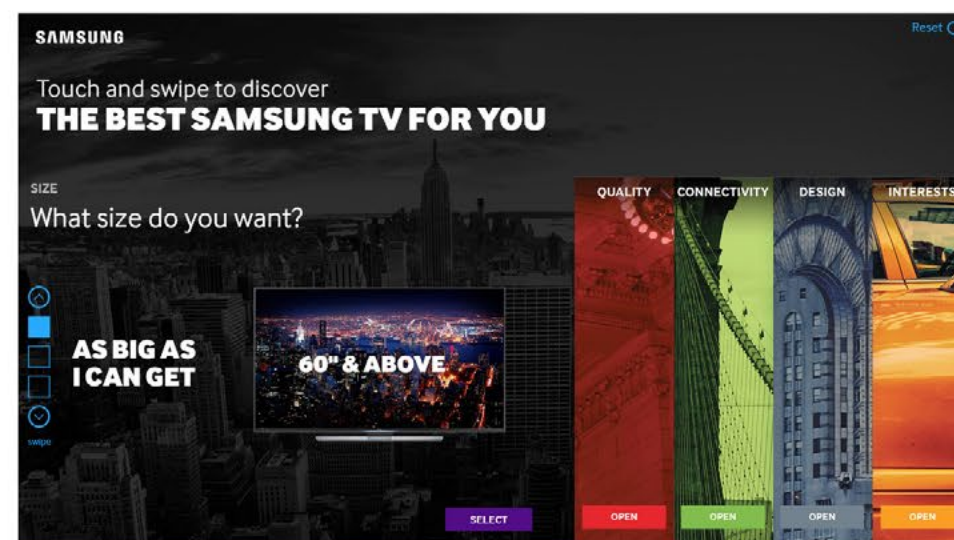 SAMSUNG
Reset
Touch and swipe to discover
THE BEST SAMSUNG TV FOR YOU
SIZE
What size do you want?
QUALITY
CONNECTIVITY
DESIGN
INTERESTS
AS BIG AS
I CAN GET
60" & ABOVE
swipe
SELECT
OPEN
OPEN
OPEN
OPEN